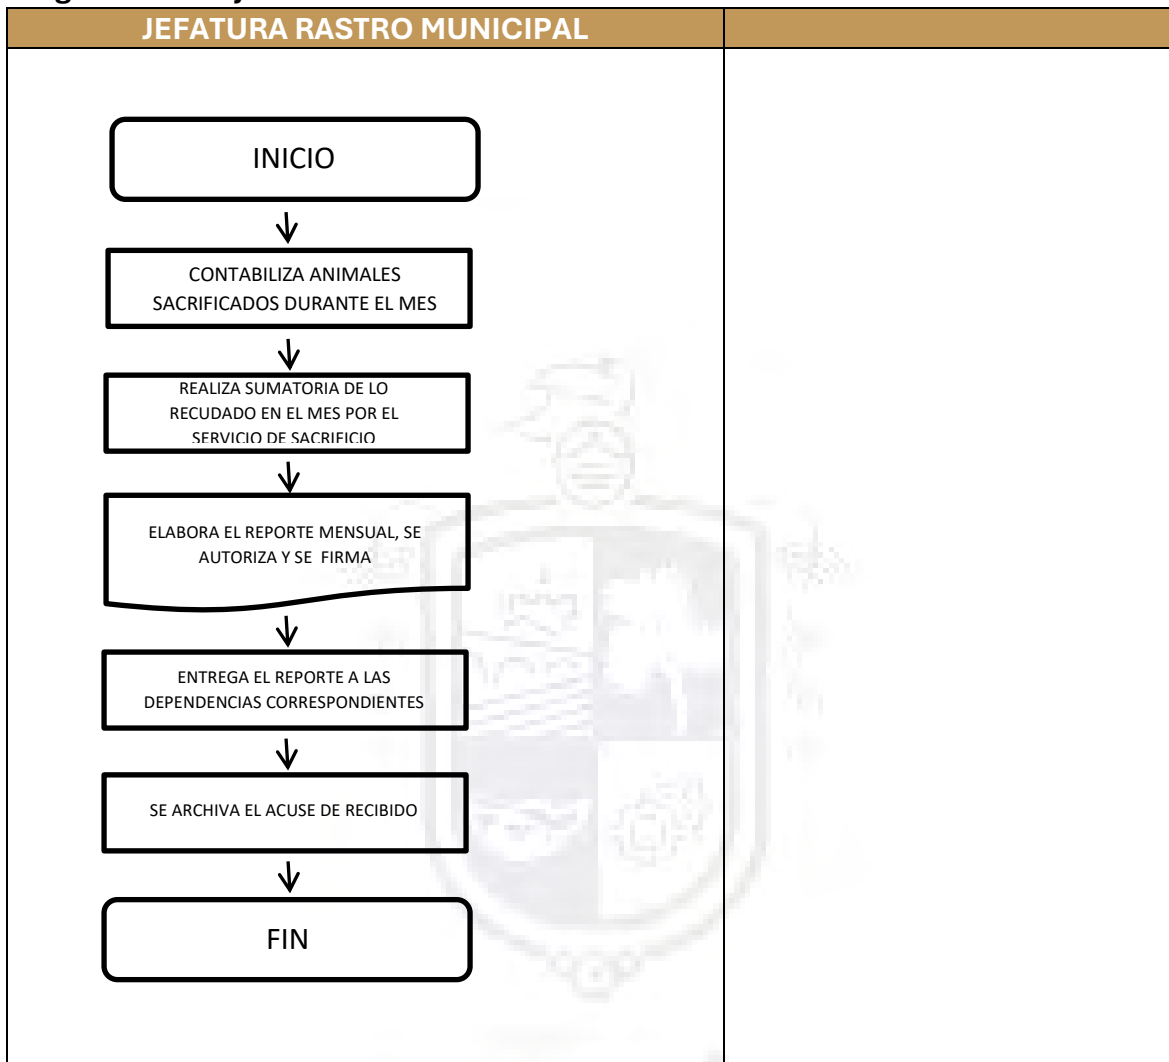 JEFATURA RASTRO MUNICIPAL
INICIO
CONTABILIZA ANIMALES
SACRIFICADOS DURANTE EL MES
REALIZA SUMATORIA DE LO
RECUDADO EN EL MES POR EL
SERVICIO DE SACRIFICIO
ELABORA EL REPORTE MENSUAL, SE
AUTORIZA Y SE FIRMA
ENTREGA EL REPORTE A LAS
DEPENDENCIAS CORRESPONDIENTES
SE ARCHIVA EL ACUSE DE RECIBIDO
FIN